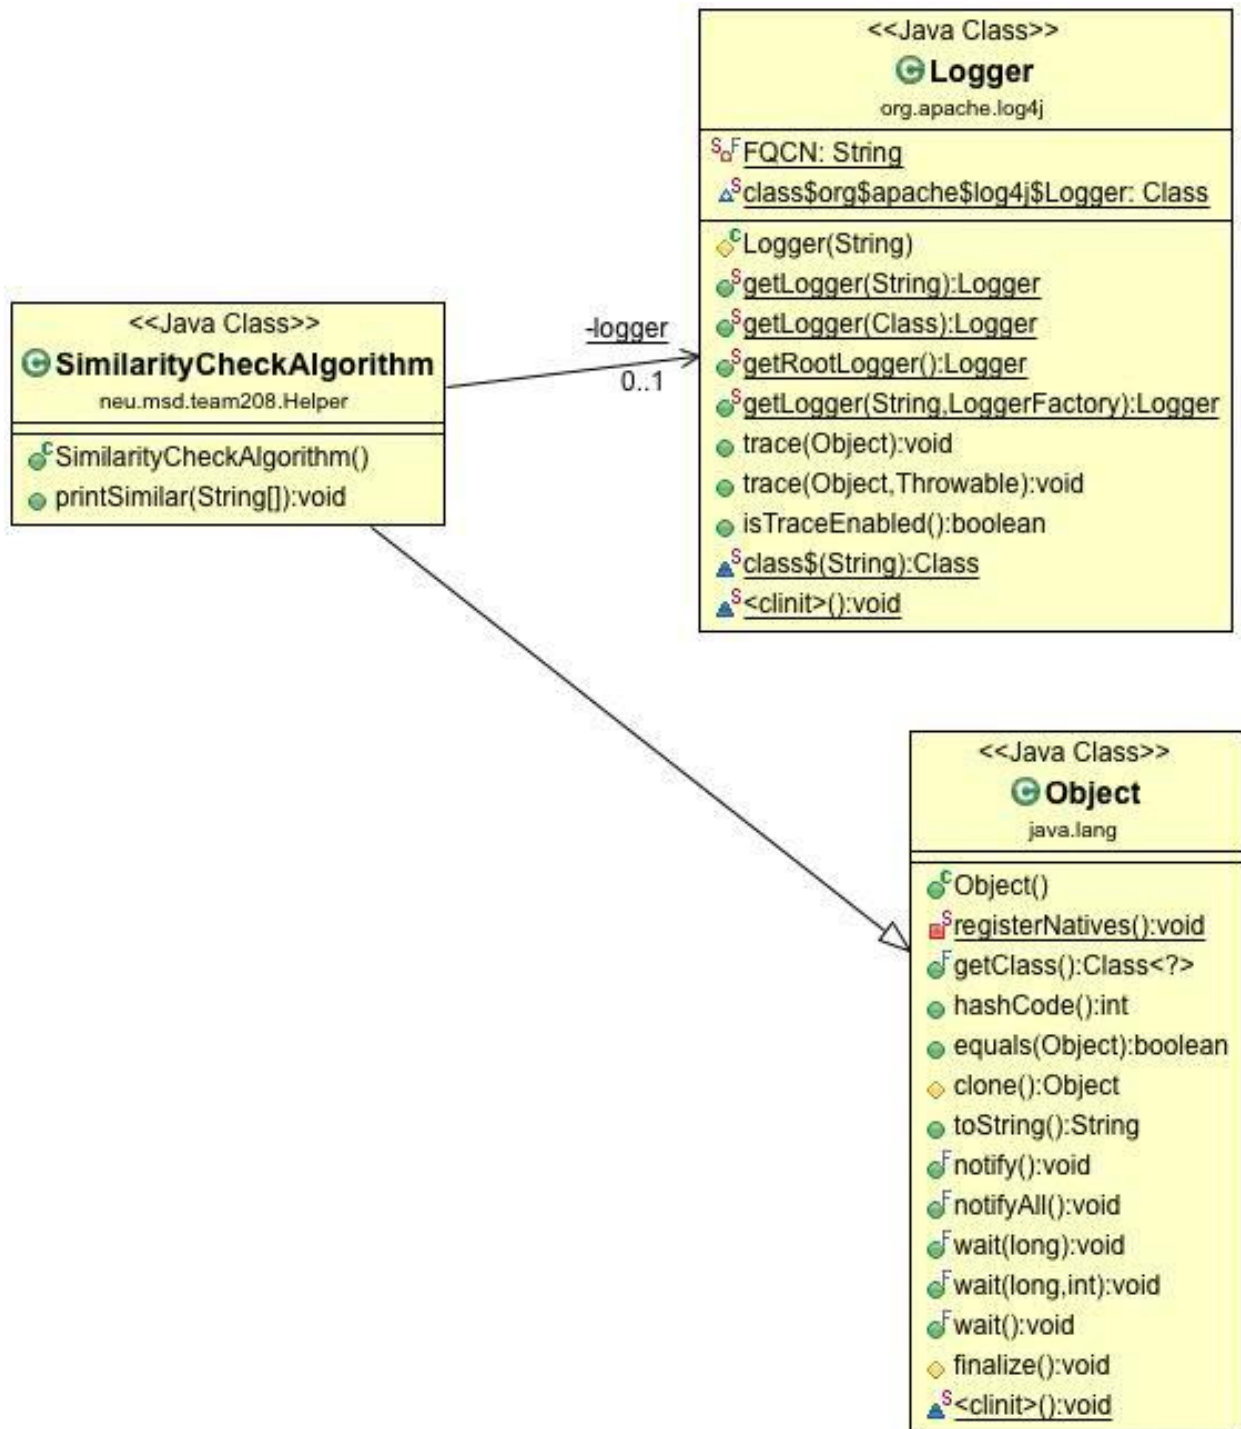 <<Java Class>>
Logger
org.apache.log4j
FQCN: String
class$org$apache$log4j$Logger: Class
Logger(String)
getLogger(String):Logger
getLogger(Class):Logger
getRootLogger():Logger
getLogger(String,LoggerFactory):Logger
trace(Object):void
trace(Object,Throwable):void
isTraceEnabled():boolean
class$(String):Class
<clinit>():void
<<Java Class>>
SimilarityCheckAlgorithm
neu.msd.team208.Helper
SimilarityCheckAlgorithm()
printSimilar(String[]):void
-logger
0..1
<<Java Class>>
Object
java.lang
Object()
registerNatives():void
getClass():Class<?>
hashCode():int
equals(Object):boolean
clone():Object
toString():String
notify():void
notifyAll():void
wait(long):void
wait(long,int):void
wait():void
finalize():void
<clinit>():void